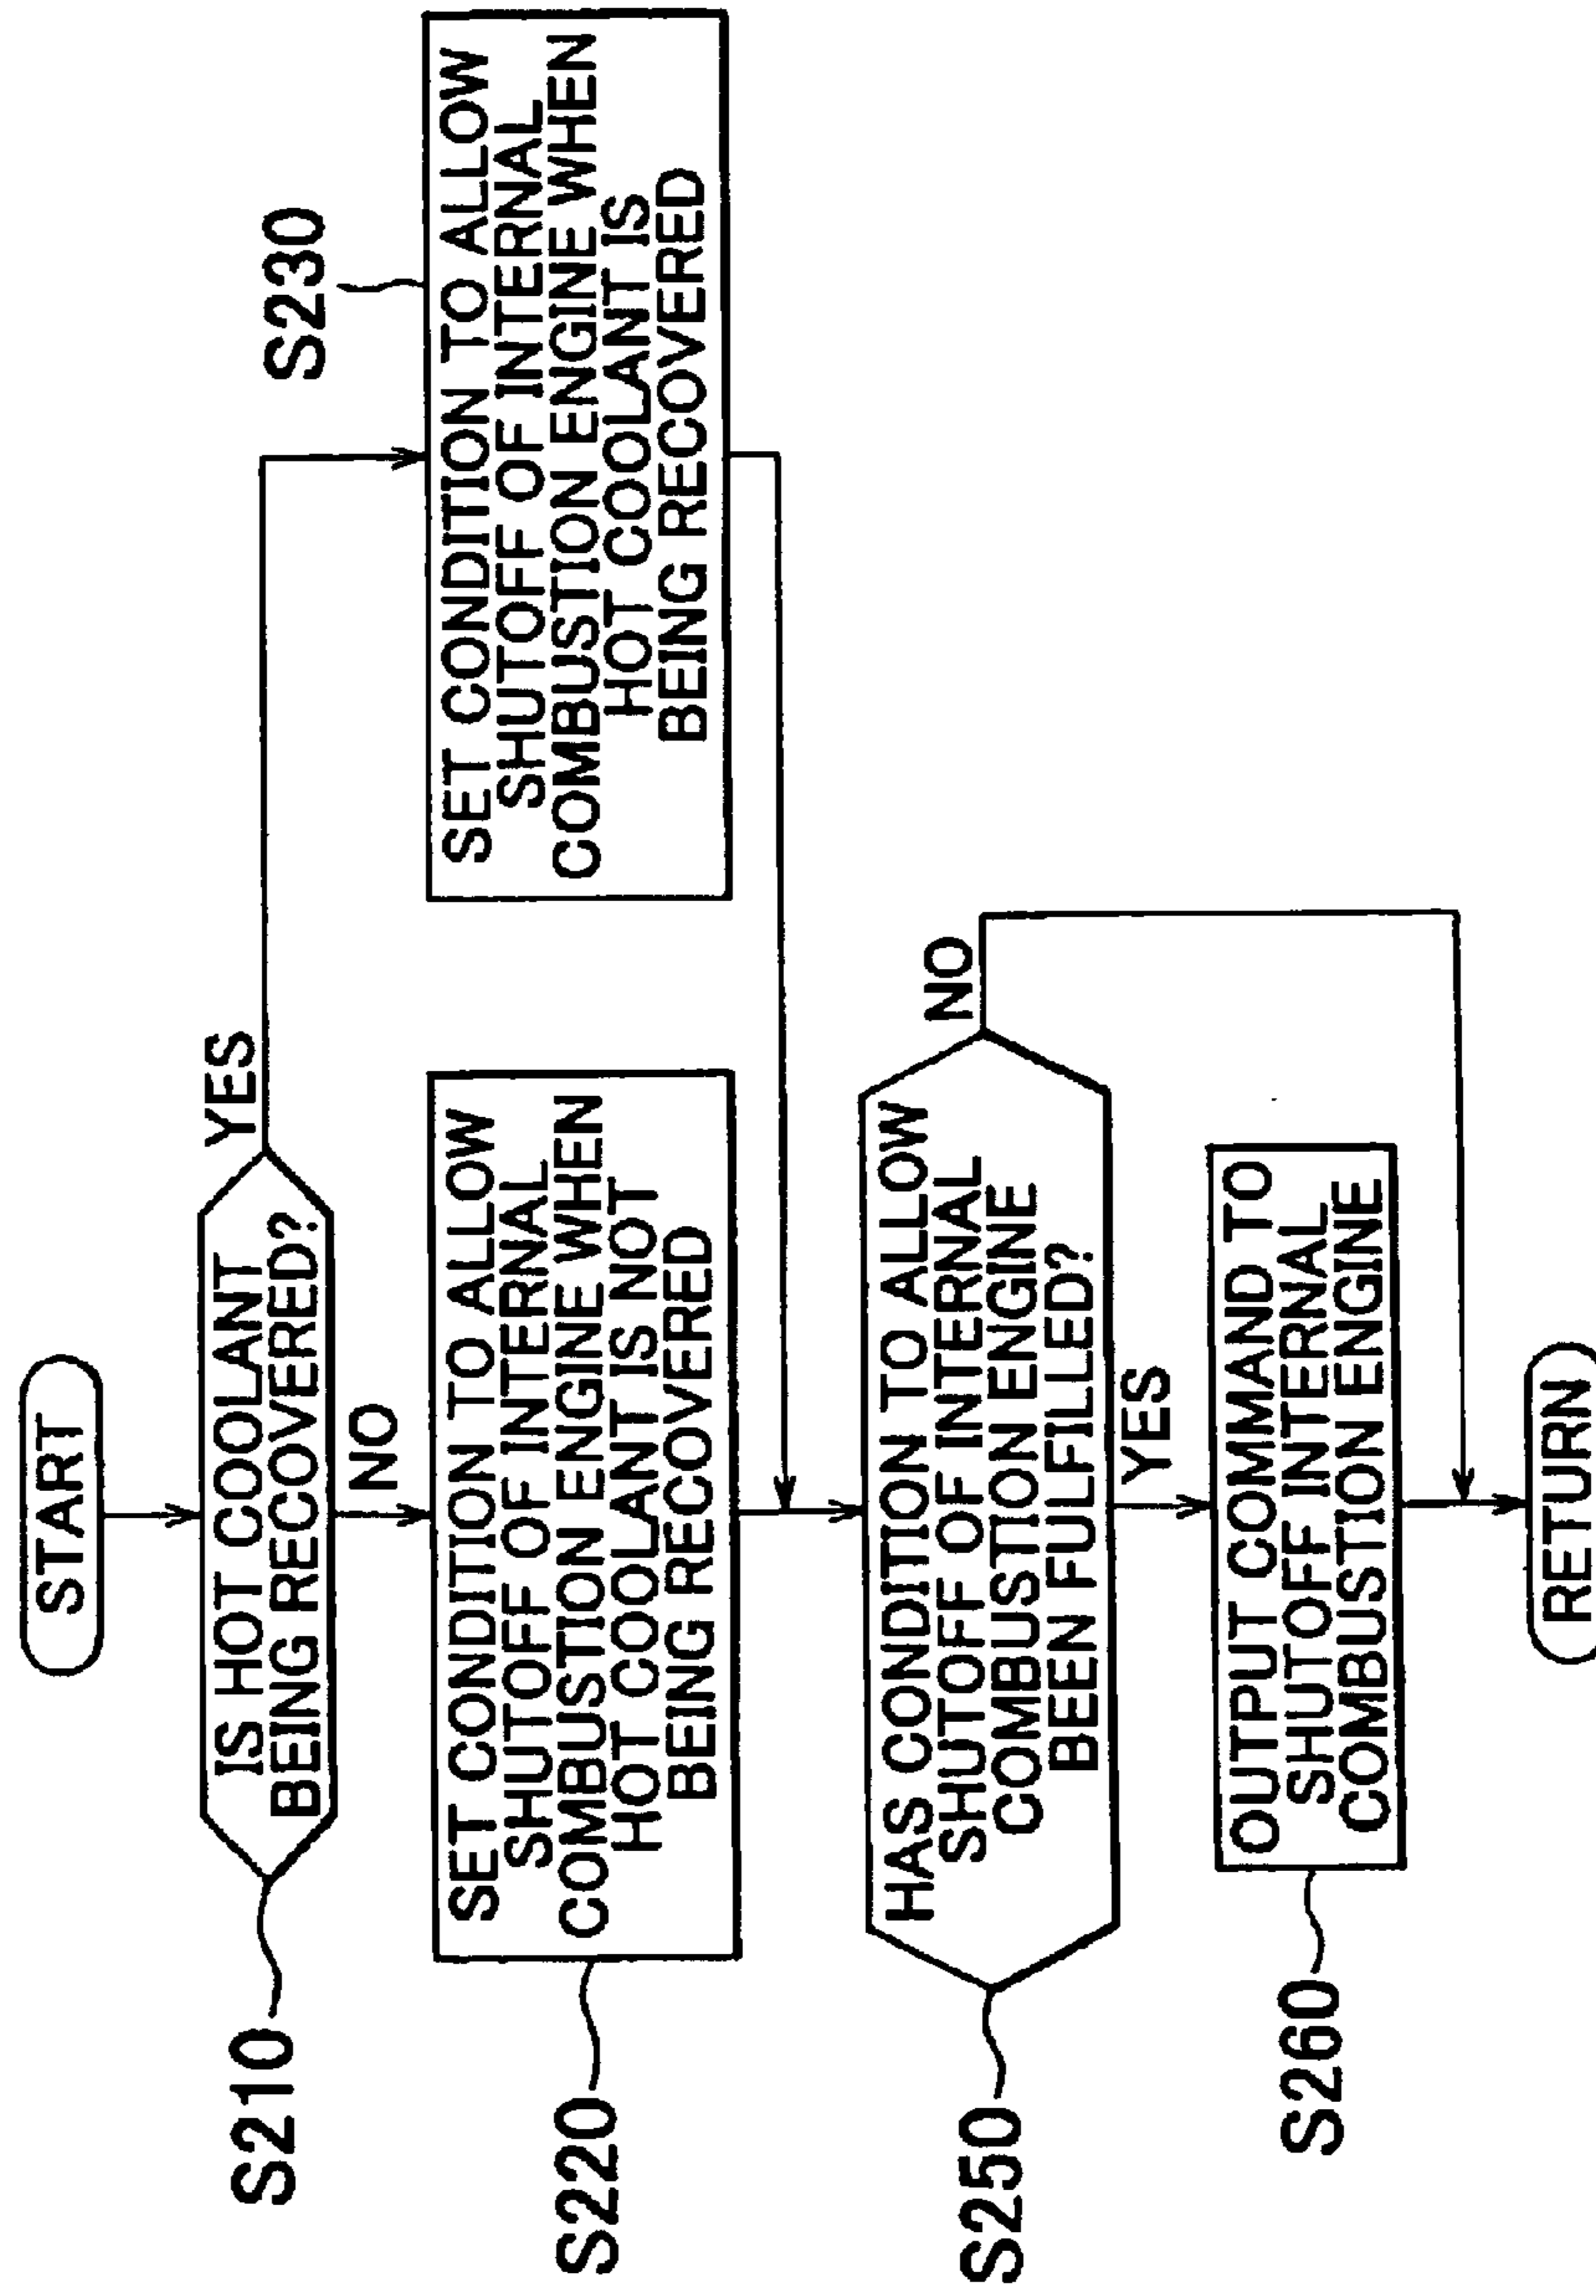 START
S210
IS HOT COOLANT
BEING RECOVERED?
YES
NO
S220
SET CONDITION TO ALLOW
SHUTOFF OF INTERNAL
COMBUSTION ENGINE WHEN
HOT COOLANT IS NOT
BEING RECOVERED
S230
SET CONDITION TO ALLOW
SHUTOFF OF INTERNAL
COMBUSTION ENGINE WHEN
HOT COOLANT IS
BEING RECOVERED
S250
HAS CONDITION TO ALLOW
SHUTOFF OF INTERNAL
COMBUSTION ENGINE
BEEN FULFILLED?
NO
YES
S260
OUTPUT COMMAND TO
SHUTOFF INTERNAL
COMBUSTION ENGINE
RETURN